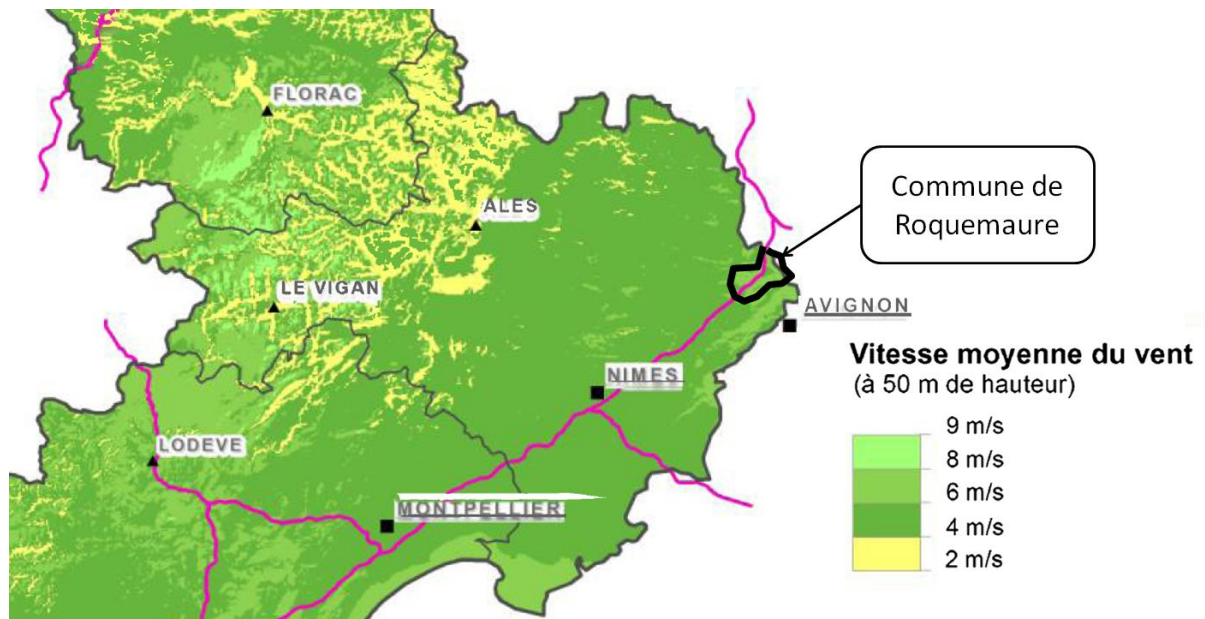 FLORAC
ALES
Commune de
Roquemaure
LE VIGAN
AVIGNON
Vitesse moyenne du vent
(à 50 m de hauteur)
NIMES
9 m/s
LODEVE
8 m/s
6 m/s
MONTPELLIER
4 m/s
2 m/s